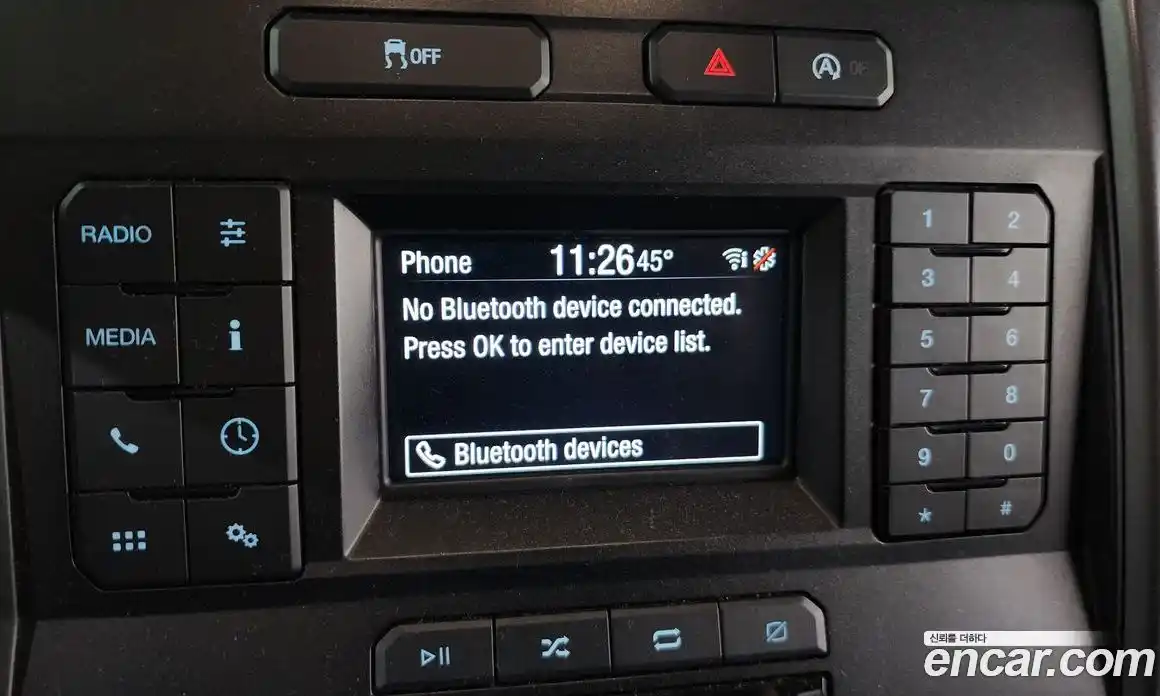 OFF
A OF
RADIO
MEDIA
i
Phone 11:26 45°
No Bluetooth device connected.
Press OK to enter device list.
Bluetooth devices
1 2
3 4
5 6
7 8
9 0
* #
신뢰를 더하다
encar.com